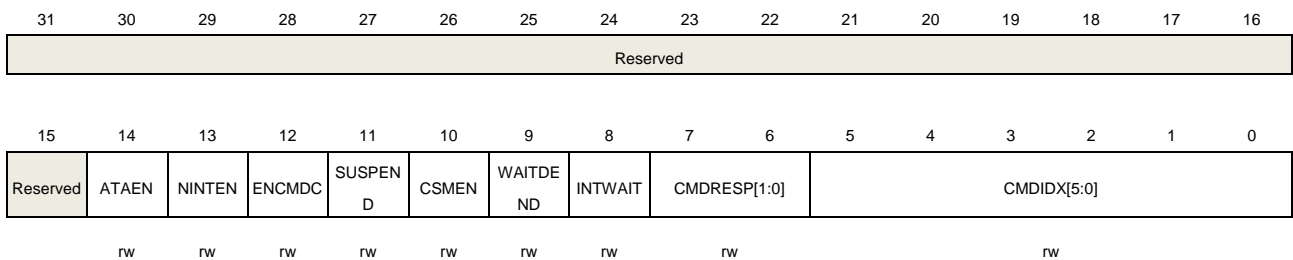 31 30 29 28 27 26 25 24 23 22 21 20 19 18 17 16
Reserved
15 14 13 12 11 10 9 8 7 6 5 4 3 2 1 0
Reserved ATAEN NINTEN ENCMDC SUSPEN D CSMEN WAITDE ND INTWAIT CMDRESP[1:0] CMDIDX[5:0]
rw rw rw rw rw rw rw rw rw